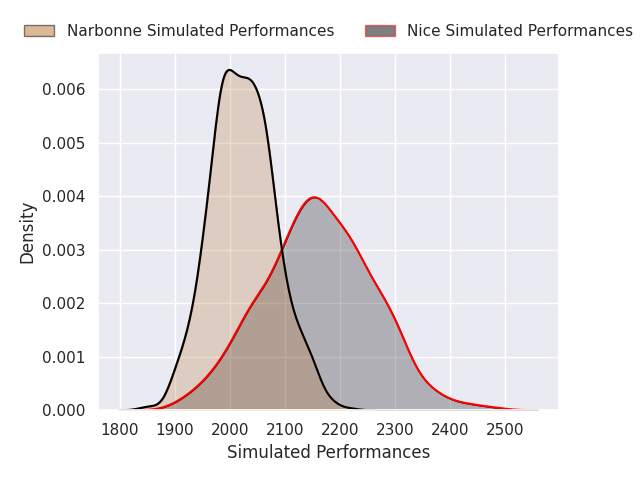 Narbonne Simulated Performances Nice Simulated Performances
0.006
0.005
0.004
0.003
0.002
0.001
0.000
Density
1800 1900 2000 2100 2200 2300 2400 2500
Simulated Performances